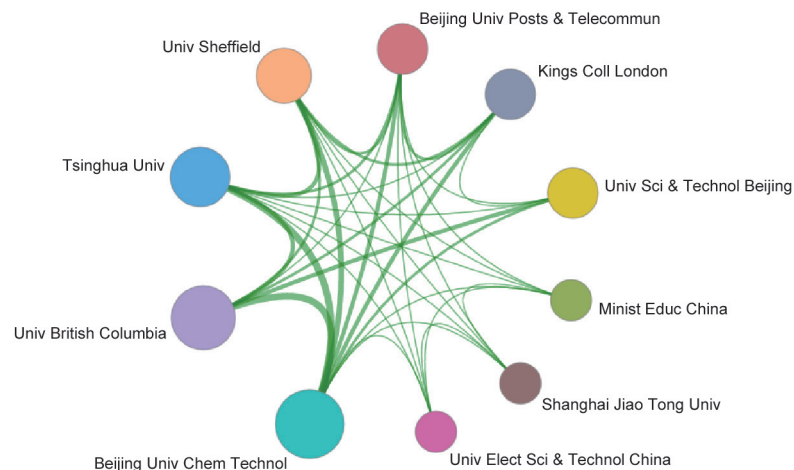 Beijing Univ Posts & Telecommun
Univ Sheffield
Kings Coll London
Tsinghua Univ
Univ Sci & Technol Beijing
Minist Educ China
Univ British Columbia
Shanghai Jiao Tong Univ
Univ Elect Sci & Technol China
Beijing Univ Chem Technol